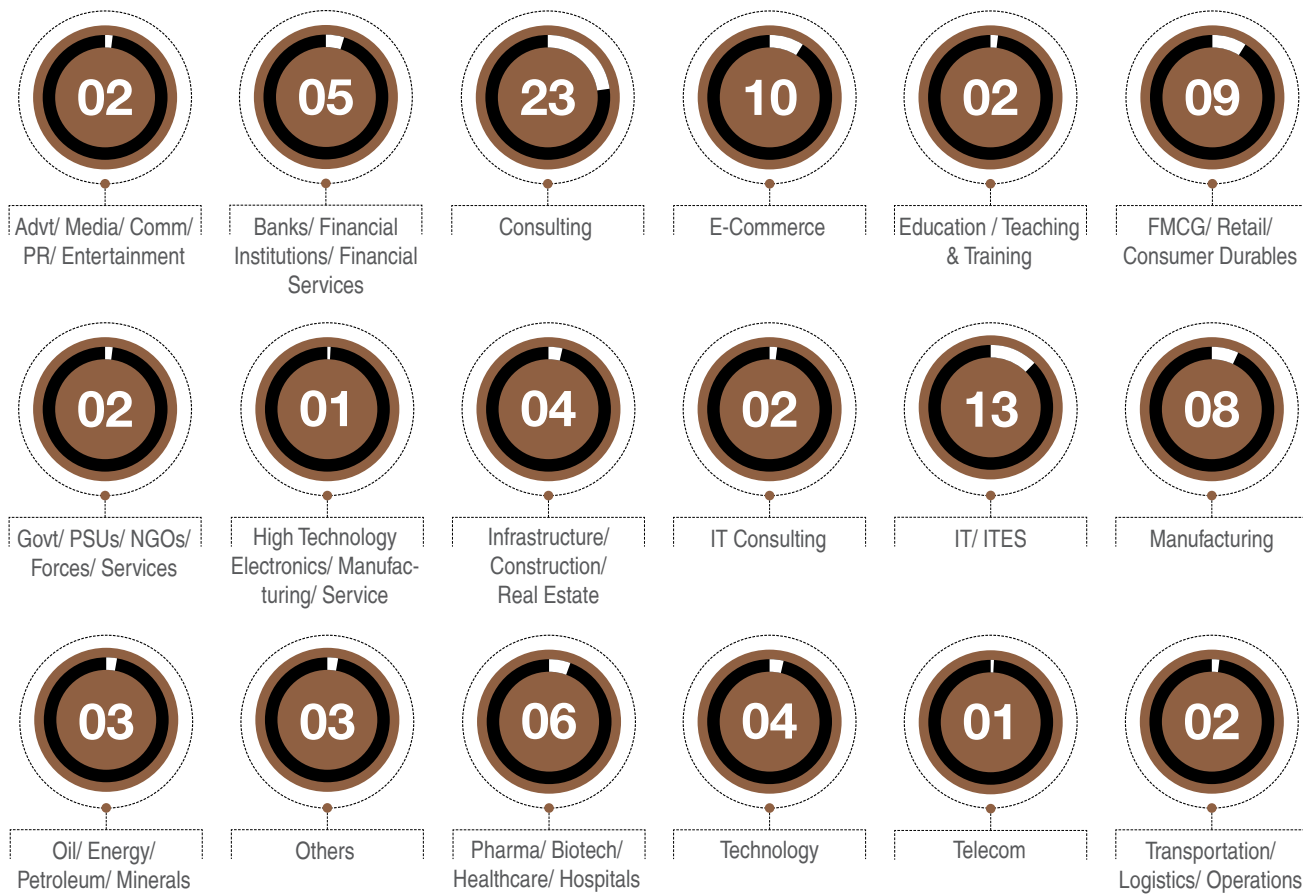 02
Advt/ Media/ Comm/
PR/ Entertainment
05
Banks/ Financial
Institutions/ Financial
Services
23
Consulting
10
E-Commerce
02
Education / Teaching
& Training
09
FMCG/ Retail/
Consumer Durables
02
Govt/ PSUs/ NGOs/
Forces/ Services
01
High Technology
Electronics/ Manufac-
turing/ Service
04
Infrastructure/
Construction/
Real Estate
02
IT Consulting
13
IT/ ITES
08
Manufacturing
03
Oil/ Energy/
Petroleum/ Minerals
03
Others
06
Pharma/ Biotech/
Healthcare/ Hospitals
04
Technology
01
Telecom
02
Transportation/
Logistics/ Operations